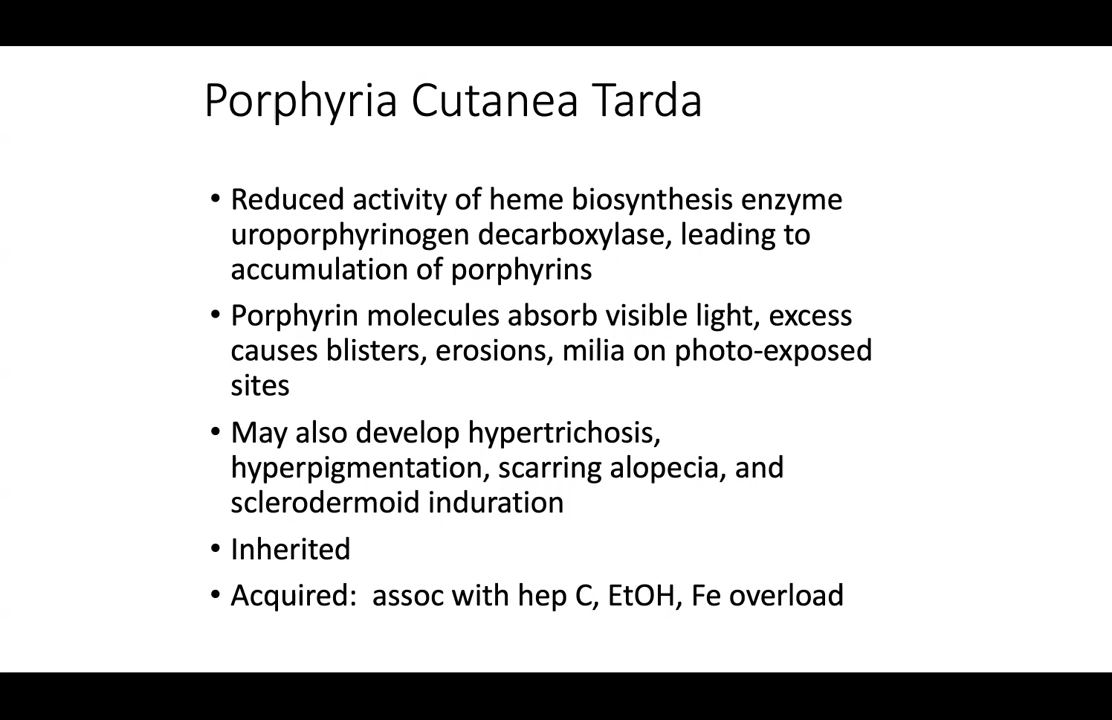 Porphyria Cutanea Tarda
• Reduced activity of heme biosynthesis enzyme
uroporphyrinogen decarboxylase, leading to
accumulation of porphyrins
• Porphyrin molecules absorb visible light, excess
causes blisters, erosions, milia on photo-exposed
sites
• May also develop hypertrichosis,
hyperpigmentation, scarring alopecia, and
sclerodermoid induration
• Inherited
• Acquired:  assoc with hep C, EtOH, Fe overload